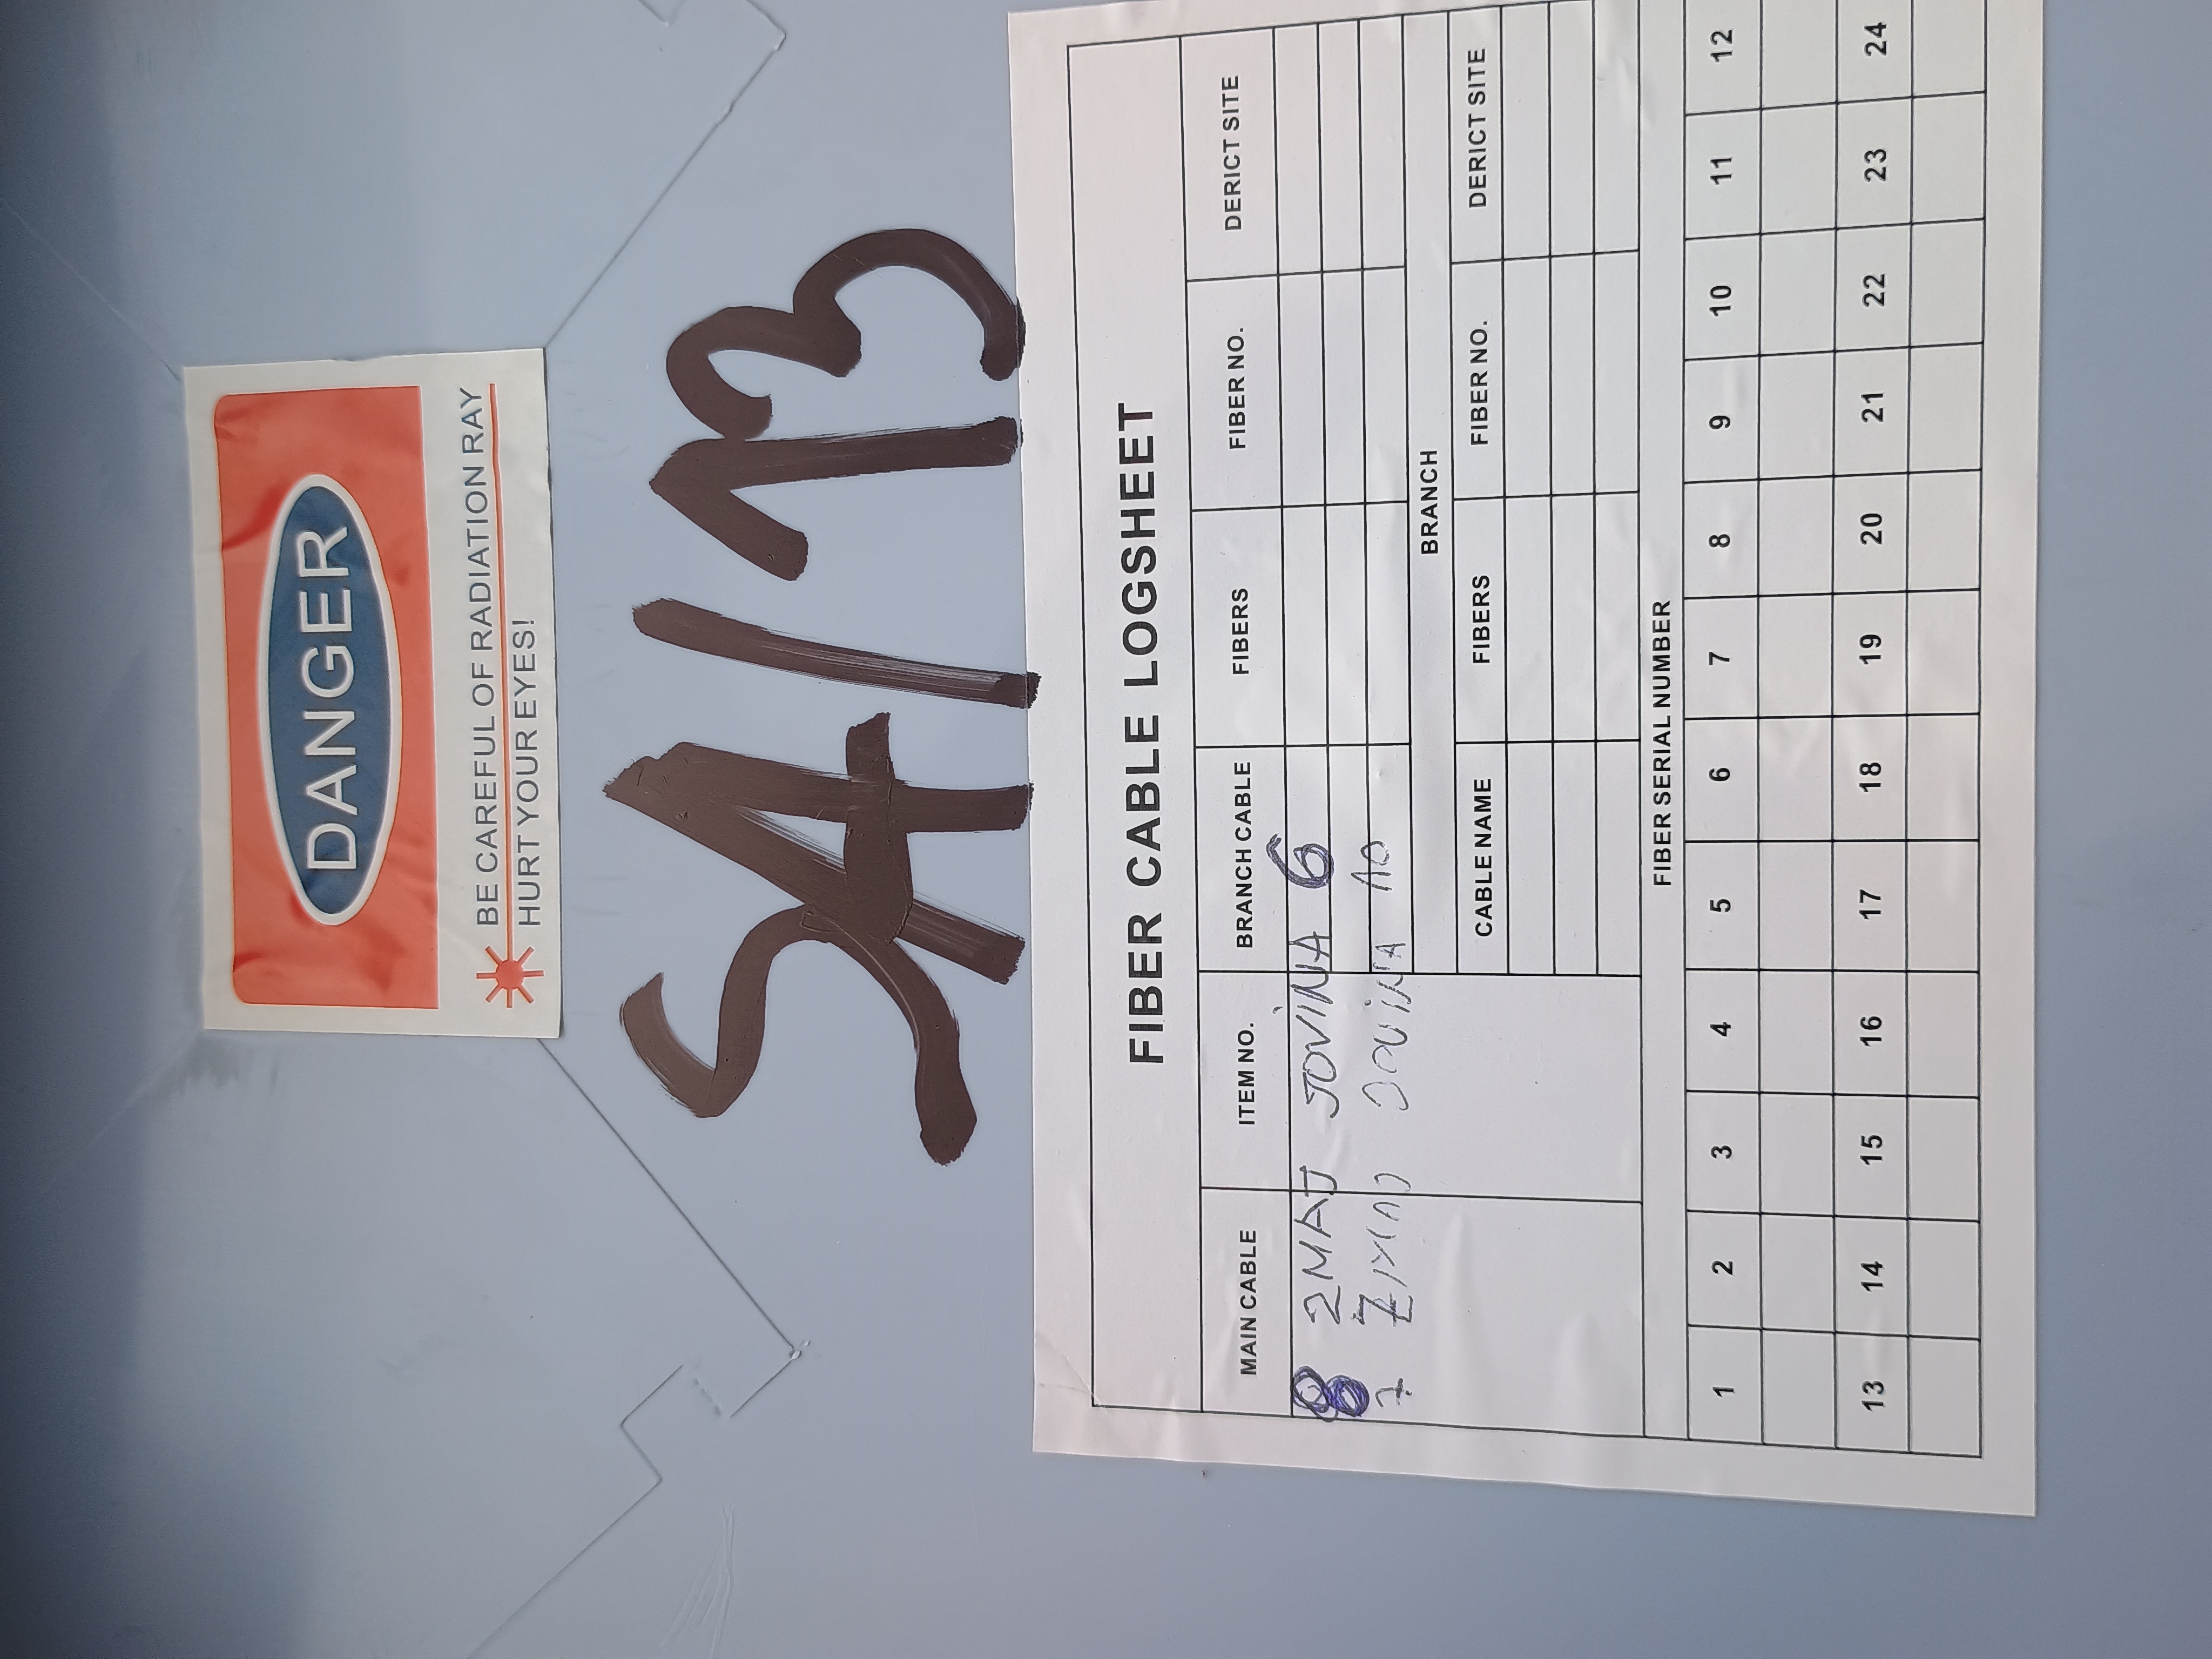 DANGER
BE CAREFUL OF RADIATION RAY
HURT YOUR EYES!
SA/13
FIBER CABLE LOGSHEET
MAIN CABLE ITEM NO. BRANCH CABLE FIBERS FIBER NO. DERICT SITE
8 2MAJ JOVINA 6
7
BRANCH
CABLE NAME FIBERS FIBER NO. DERICT SITE
FIBER SERIAL NUMBER
1 2 3 4 5 6 7 8 9 10 11 12
13 14 15 16 17 18 19 20 21 22 23 24